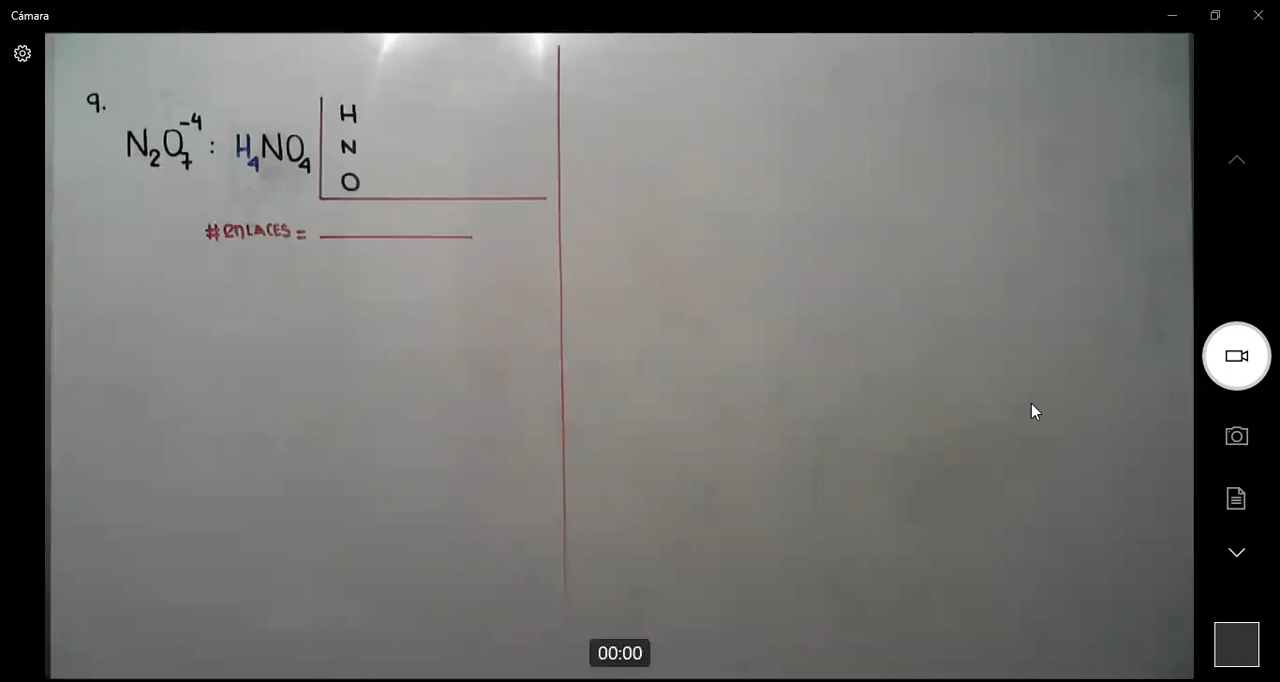 Cámara
9.
N₂O₇⁻⁴ : H₄NO₄
H
N
O
#ENLACES =
00:00